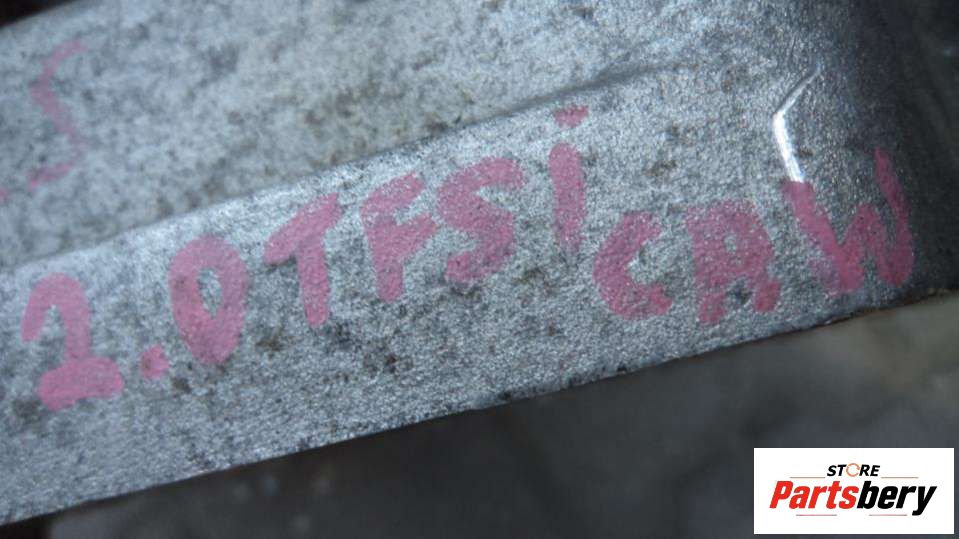 S
2.0TFSi CAW
STORE
Partsbery